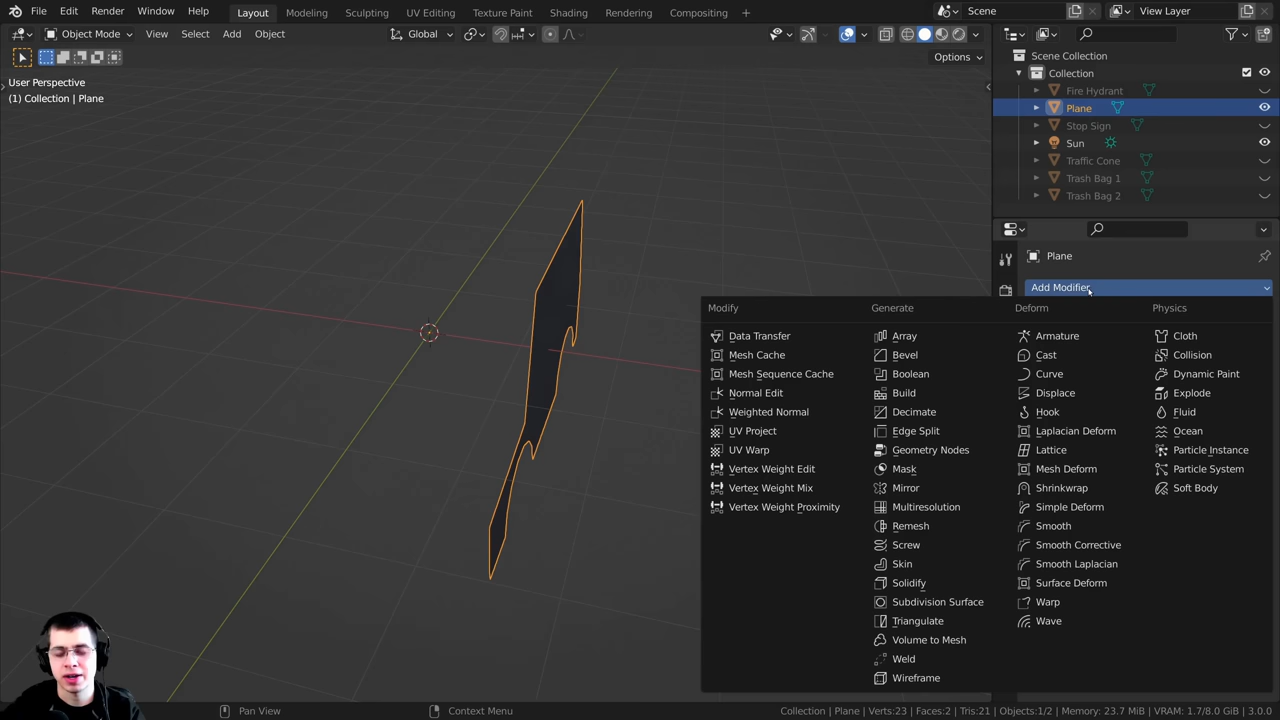 File Edit Render Window Help Layout Modeling Sculpting UV Editing Texture Paint Shading Rendering Compositing Scene View Layer
Object Mode View Select Add Object Global
Options
User Perspective
(1) Collection | Plane
Scene Collection
Collection
Fire Hydrant
Plane
Stop Sign
Sun
Traffic Cone
Trash Bag 1
Trash Bag 2
Plane
Add Modifier
Modify
Data Transfer
Mesh Cache
Mesh Sequence Cache
Normal Edit
Weighted Normal
UV Project
UV Warp
Vertex Weight Edit
Vertex Weight Mix
Vertex Weight Proximity
Generate
Array
Bevel
Boolean
Build
Decimate
Edge Split
Geometry Nodes
Mask
Mirror
Multiresolution
Remesh
Screw
Skin
Solidify
Subdivision Surface
Triangulate
Volume to Mesh
Weld
Wireframe
Deform
Armature
Cast
Curve
Displace
Hook
Laplacian Deform
Lattice
Mesh Deform
Shrinkwrap
Simple Deform
Smooth
Smooth Corrective
Smooth Laplacian
Surface Deform
Warp
Wave
Physics
Cloth
Collision
Dynamic Paint
Explode
Fluid
Ocean
Particle Instance
Particle System
Soft Body
Pan View Context Menu Collection | Plane | Verts:23 | Faces:2 | Tris:21 | Objects:1/2 | Memory: 23.7 MiB | VRAM: 1.7/8.0 GiB | 3.0.0